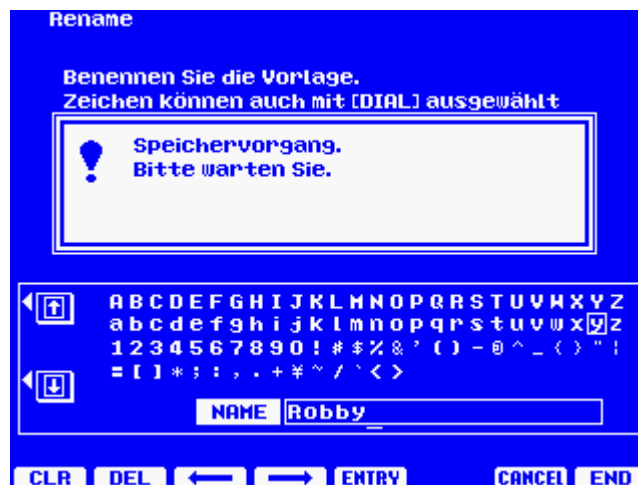 Rename
Benennen Sie die Vorlage.
Zeichen können auch mit [DIAL] ausgewählt
Speichervorgang.
Bitte warten Sie.
A B C D E F G H I J K L M N O P Q R S T U V W X Y Z
a b c d e f g h i j k l m n o p q r s t u v w x y z
1 2 3 4 5 6 7 8 9 0 ! # $ % & ' ( ) - @ ^ _ { } " |
= [ ] * ; : , . + ¥ ~ / ` < >
NAME Robby_
CLR DEL ← → ENTRY CANCEL END